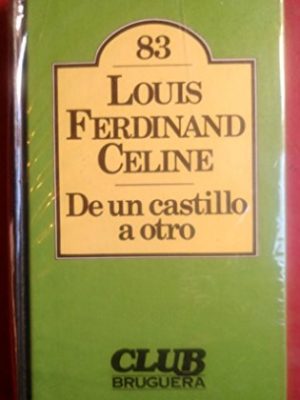 83
LOUIS
FERDINAND
CELINE
De un castillo
a otro
CLUB
BRUGUERA